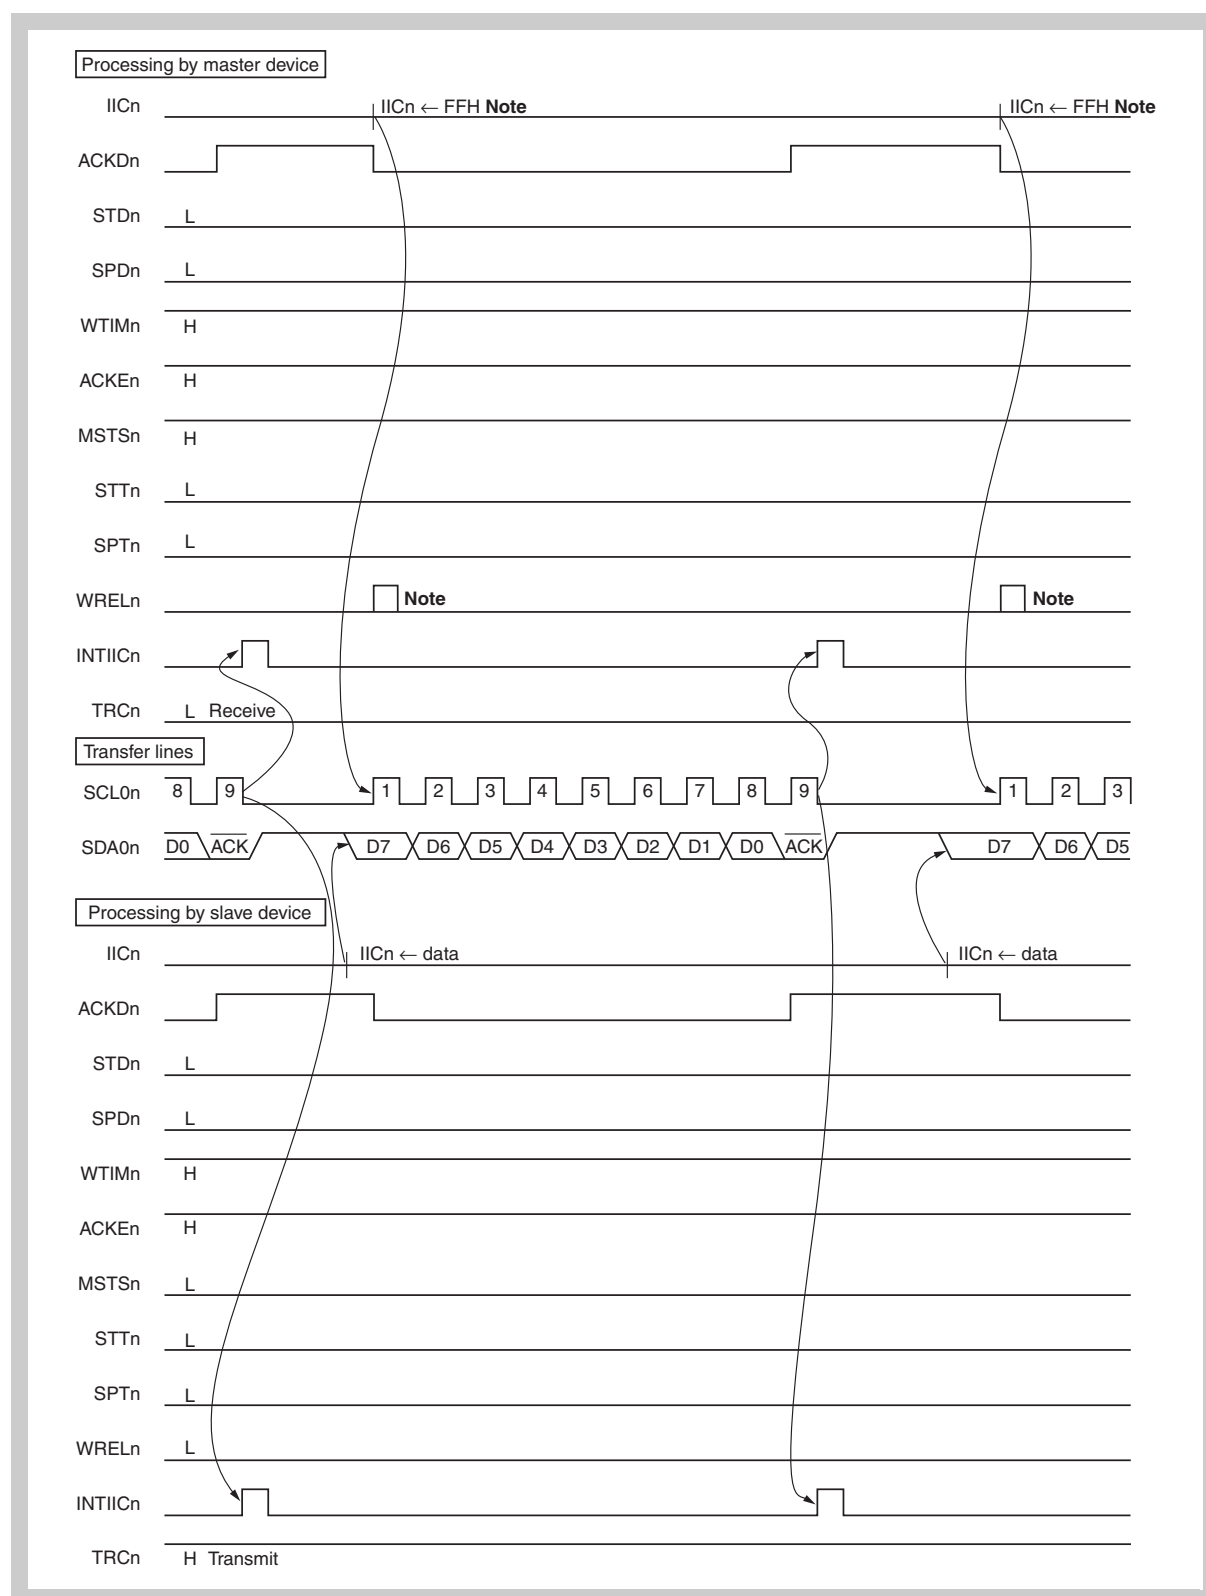 Processing by master device
IICn IICn ← FFH Note IICn ← FFH Note
ACKDn
STDn L
SPDn L
WTIMn H
ACKEn H
MSTSn H
STTn L
SPTn L
WRELn Note Note
INTIICn
TRCn L Receive
Transfer lines
SCL0n 8 9 1 2 3 4 5 6 7 8 9 1 2 3
SDA0n D0 ACK D7 D6 D5 D4 D3 D2 D1 D0 ACK D7 D6 D5
Processing by slave device
IICn IICn ← data IICn ← data
ACKDn
STDn L
SPDn L
WTIMn H
ACKEn H
MSTSn L
STTn L
SPTn L
WRELn L
INTIICn
TRCn H Transmit